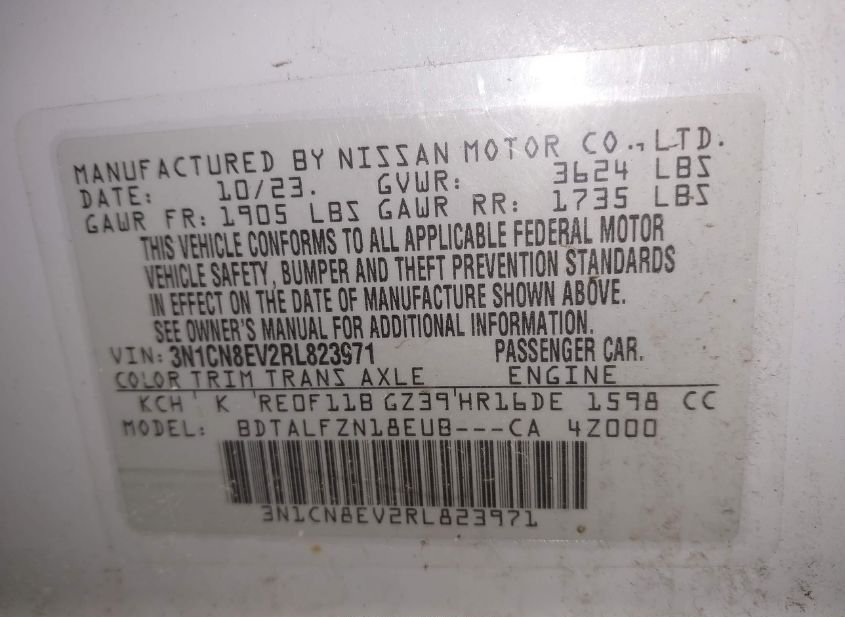 MANUFACTURED BY NISSAN MOTOR CO., LTD.
DATE: 10/23. GVWR: 3624 LBS
GAWR FR: 1905 LBS GAWR RR: 1735 LBS
THIS VEHICLE CONFORMS TO ALL APPLICABLE FEDERAL MOTOR
VEHICLE SAFETY, BUMPER AND THEFT PREVENTION STANDARDS
IN EFFECT ON THE DATE OF MANUFACTURE SHOWN ABOVE.
SEE OWNER'S MANUAL FOR ADDITIONAL INFORMATION.
VIN: 3N1CN8EV2RL823971 PASSENGER CAR.
COLOR TRIM TRANS AXLE ENGINE
KCH K RE0F11B GZ39 HR16DE 1598 CC
MODEL: BDTALFZN18EUB---CA 4Z000
3N1CN8EV2RL823971